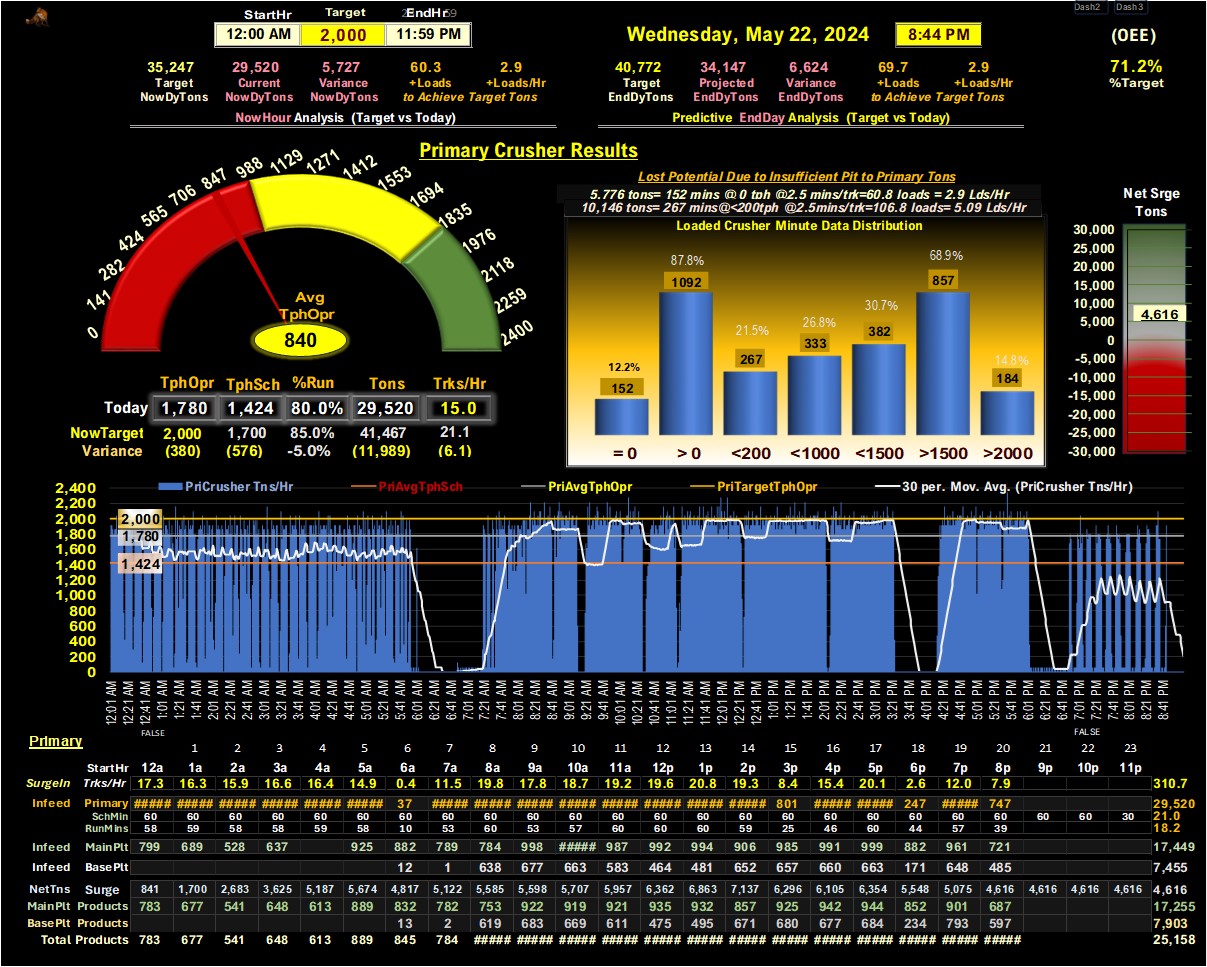 Dash2 Dash3
StartHr Target EndHr
12:00 AM 2,000 11:59 PM
Wednesday, May 22, 2024 8:44 PM (OEE)
35,247 29,520 5,727 60.3 2.9 40,772 34,147 6,624 69.7 2.9 71.2%
Target Current Variance +Loads +Loads/Hr Target Projected Variance +Loads +Loads/Hr %Target
NowDyTons NowDyTons NowDyTons to Achieve Target Tons EndDyTons EndDyTons EndDyTons to Achieve Target Tons
NowHour Analysis (Target vs Today) Predictive EndDay Analysis (Target vs Today)
Primary Crusher Results
Lost Potential Due to Insufficient Pit to Primary Tons
5.776 tons= 152 mins @ 0 tph @2.5 mins/trk=60.8 loads = 2.9 Lds/Hr
10,146 tons= 267 mins@<200tph @2.5mins/trk=106.8 loads= 5.09 Lds/Hr
Loaded Crusher Minute Data Distribution
0 141 282 424 565 706 847 988 1129 1271 1412 1553 1694 1835 1976 2118 2259 2400
Avg
TphOpr
840
87.8% 68.9%
1092 857
12.2% 21.5% 26.8% 30.7% 14.8%
152 267 333 382 184
= 0 > 0 <200 <1000 <1500 >1500 >2000
Net Srge
Tons
30,000
25,000
20,000
15,000
10,000
5,000
4,616
0
-5,000
-10,000
-15,000
-20,000
-25,000
-30,000
TphOpr TphSch %Run Tons Trks/Hr
Today 1,780 1,424 80.0% 29,520 15.0
NowTarget 2,000 1,700 85.0% 41,467 21.1
Variance (380) (576) -5.0% (11,989) (6.1)
PriCrusher Tns/Hr PriAvgTphSch PriAvgTphOpr PriTargetTphOpr 30 per. Mov. Avg. (PriCrusher Tns/Hr)
2,400
2,200
2,000
1,800
1,600
1,400
1,200
1,000
800
600
400
200
0
2,000
1,780
1,424
12:01 AM 12:21 AM 12:41 AM 1:01 AM 1:21 AM 1:41 AM 2:01 AM 2:21 AM 2:41 AM 3:01 AM 3:21 AM 3:41 AM 4:01 AM 4:21 AM 4:41 AM 5:01 AM 5:21 AM 5:41 AM 6:01 AM 6:21 AM 6:41 AM 7:01 AM 7:21 AM 7:41 AM 8:01 AM 8:21 AM 8:41 AM 9:01 AM 9:21 AM 9:41 AM 10:01 AM 10:21 AM 10:41 AM 11:01 AM 11:21 AM 11:41 AM 12:01 PM 12:21 PM 12:41 PM 1:01 PM 1:21 PM 1:41 PM 2:01 PM 2:21 PM 2:41 PM 3:01 PM 3:21 PM 3:41 PM 4:01 PM 4:21 PM 4:41 PM 5:01 PM 5:21 PM 5:41 PM 6:01 PM 6:21 PM 6:41 PM 7:01 PM 7:21 PM 7:41 PM 8:01 PM 8:21 PM 8:41 PM
FALSE FALSE
Primary 1 2 3 4 5 6 7 8 9 10 11 12 13 14 15 16 17 18 19 20 21 22 23
StartHr 12a 1a 2a 3a 4a 5a 6a 7a 8a 9a 10a 11a 12p 1p 2p 3p 4p 5p 6p 7p 8p 9p 10p 11p
SurgeIn Trks/Hr 17.3 16.3 15.9 16.6 16.4 14.9 0.4 11.5 19.8 17.8 18.7 19.2 19.6 20.8 19.3 8.4 15.4 20.1 2.6 12.0 7.9 310.7
Infeed Primary ##### ##### ##### ##### ##### ##### 37 ##### ##### ##### ##### ##### ##### ##### ##### 801 ##### ##### 247 ##### 747 29,520
SchMin 60 60 60 60 60 60 60 60 60 60 60 60 60 60 60 60 60 60 60 60 60 60 60 30 21.0
RunMins 58 59 58 58 59 58 10 53 60 53 57 60 60 60 59 25 46 60 44 57 39 18.2
Infeed MainPlt 799 689 528 637 925 882 789 784 998 ##### 987 992 994 906 985 991 999 882 961 721 17,449
Infeed BasePlt 12 1 638 677 663 583 464 481 652 657 660 663 171 648 485 7,455
NetTns Surge 841 1,700 2,683 3,625 5,187 5,674 4,817 5,122 5,585 5,598 5,707 5,957 6,362 6,863 7,137 6,296 6,105 6,354 5,548 5,075 4,616 4,616 4,616 4,616 4,616
MainPlt Products 783 677 541 648 613 889 832 782 753 922 919 921 935 932 857 925 942 944 852 901 687 17,255
BasePlt Products 13 2 619 683 669 611 475 495 671 680 677 684 234 793 597 7,903
Total Products 783 677 541 648 613 889 845 784 ##### ##### ##### ##### ##### ##### ##### ##### ##### ##### ##### ##### ##### 25,158